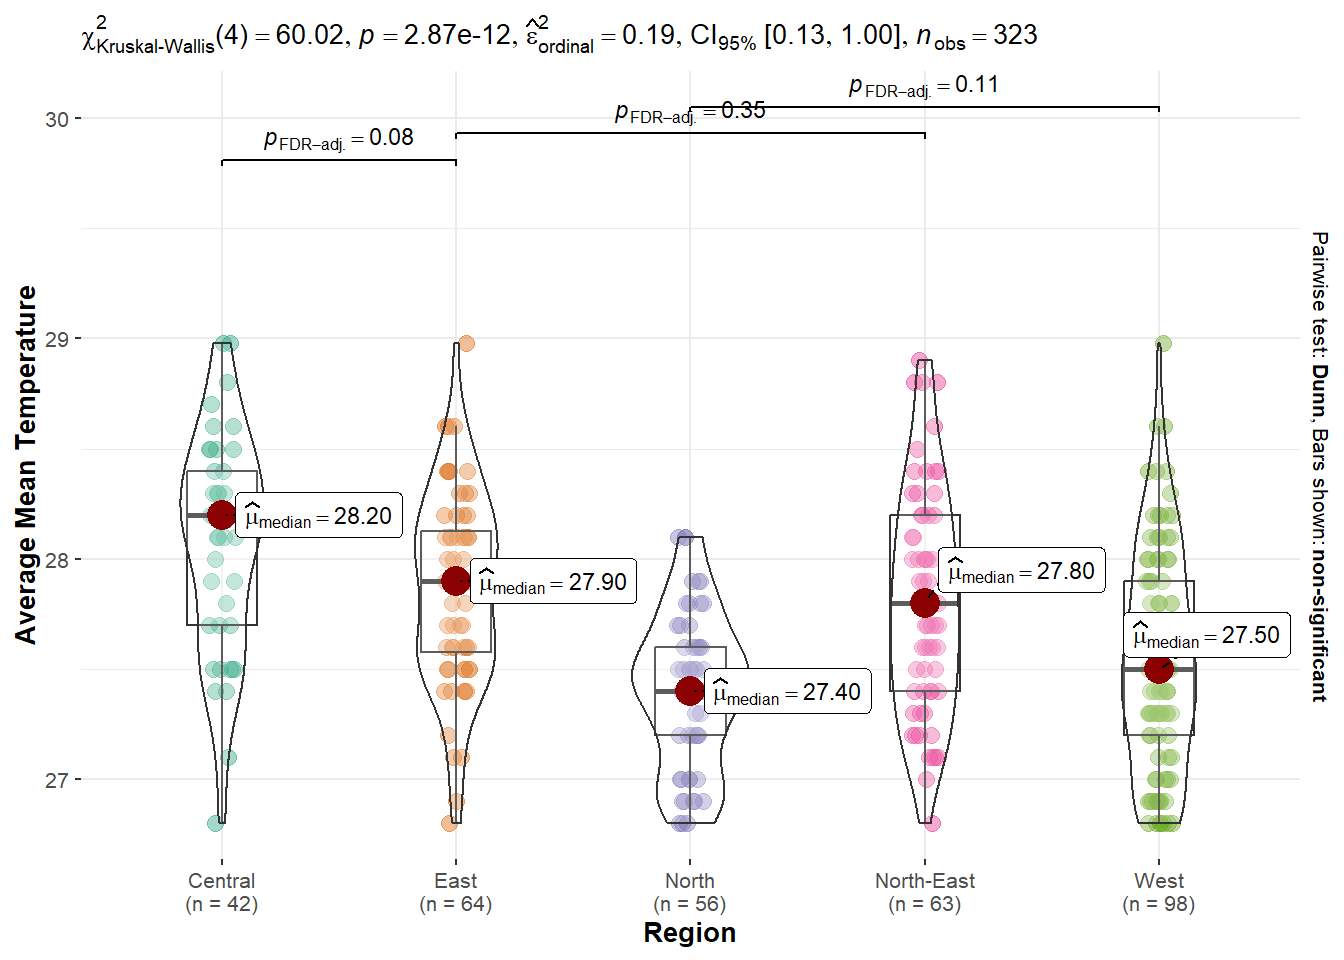 χ²Kruskal-Wallis(4) = 60.02, p = 2.87e-12, ε̂²ordinal = 0.19, CI95% [0.13, 1.00], nobs = 323
pFDR–adj. = 0.11
pFDR–adj. = 0.35
pFDR–adj. = 0.08
30
29
28
27
Average Mean Temperature
μ̂median = 28.20
μ̂median = 27.90
μ̂median = 27.40
μ̂median = 27.80
μ̂median = 27.50
Pairwise test: Dunn, Bars shown: non-significant
Central
(n = 42)
East
(n = 64)
North
(n = 56)
North-East
(n = 63)
West
(n = 98)
Region